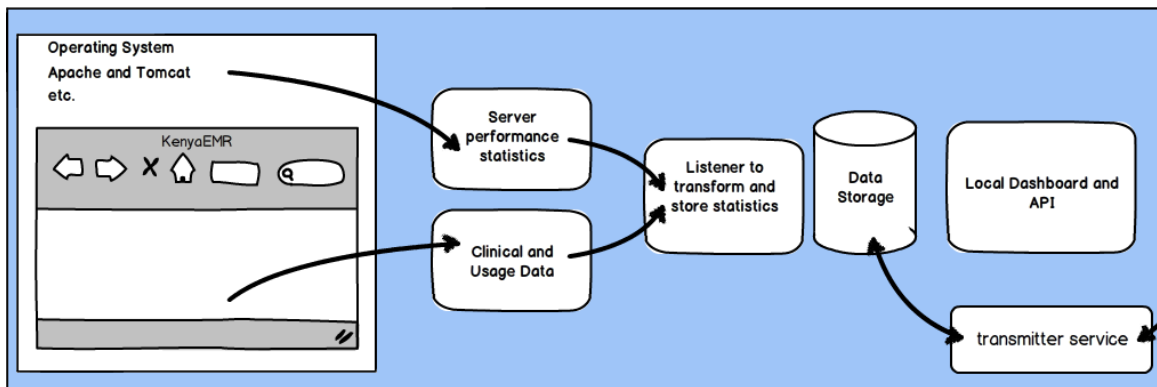 Operating System
Apache and Tomcat
etc.
KenyaEMR
Server
performance
statistics
Clinical and
Usage Data
Listener to
transform and
store statistics
Data
Storage
Local Dashboard and
API
transmitter service